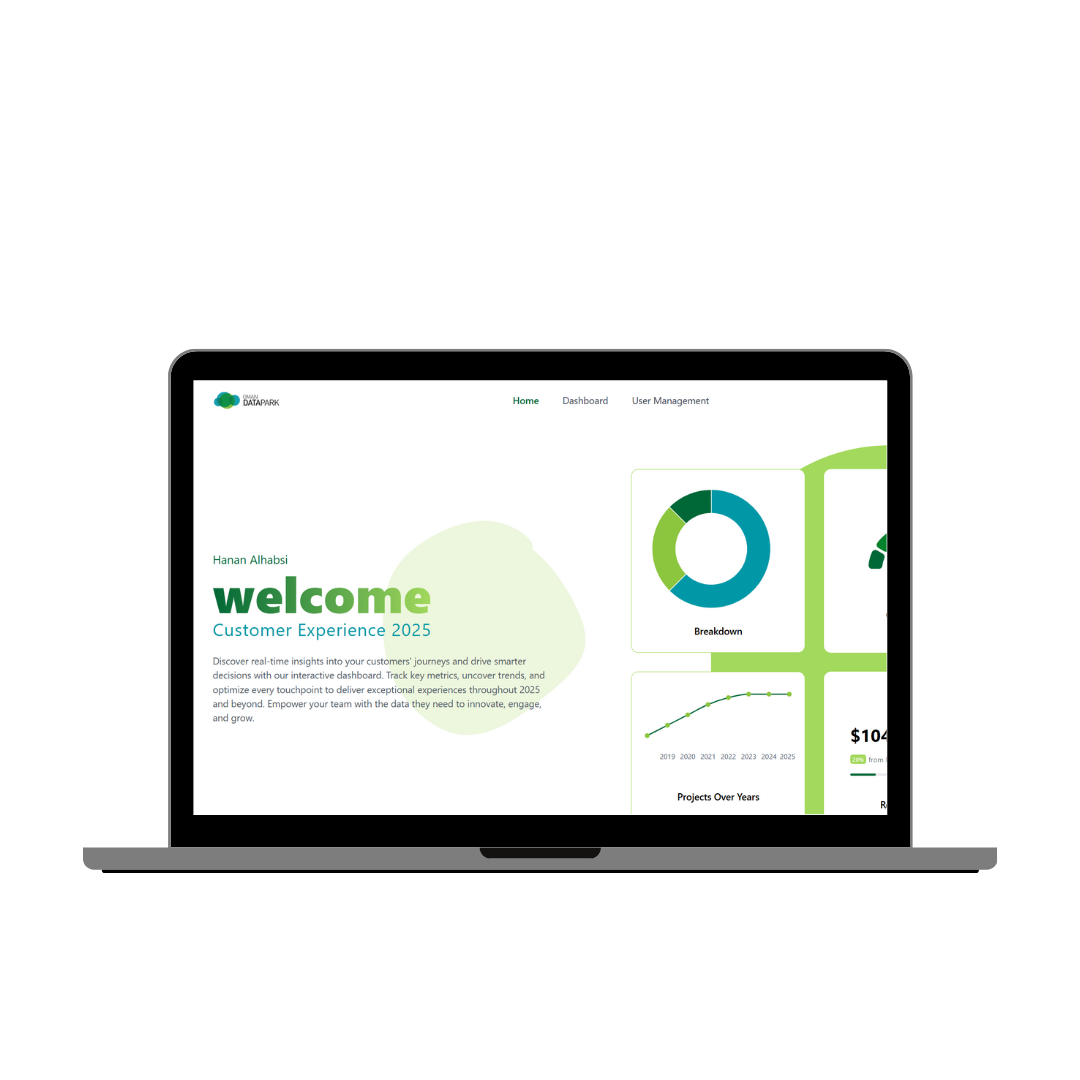 OMAN
DATAPARK
Home Dashboard User Management
Hanan Alhabsi
welcome
Customer Experience 2025
Discover real-time insights into your customers' journeys and drive smarter
decisions with our interactive dashboard. Track key metrics, uncover trends, and
optimize every touchpoint to deliver exceptional experiences throughout 2025
and beyond. Empower your team with the data they need to innovate, engage,
and grow.
Breakdown
2019 2020 2021 2022 2023 2024 2025
Projects Over Years
$104
28% from